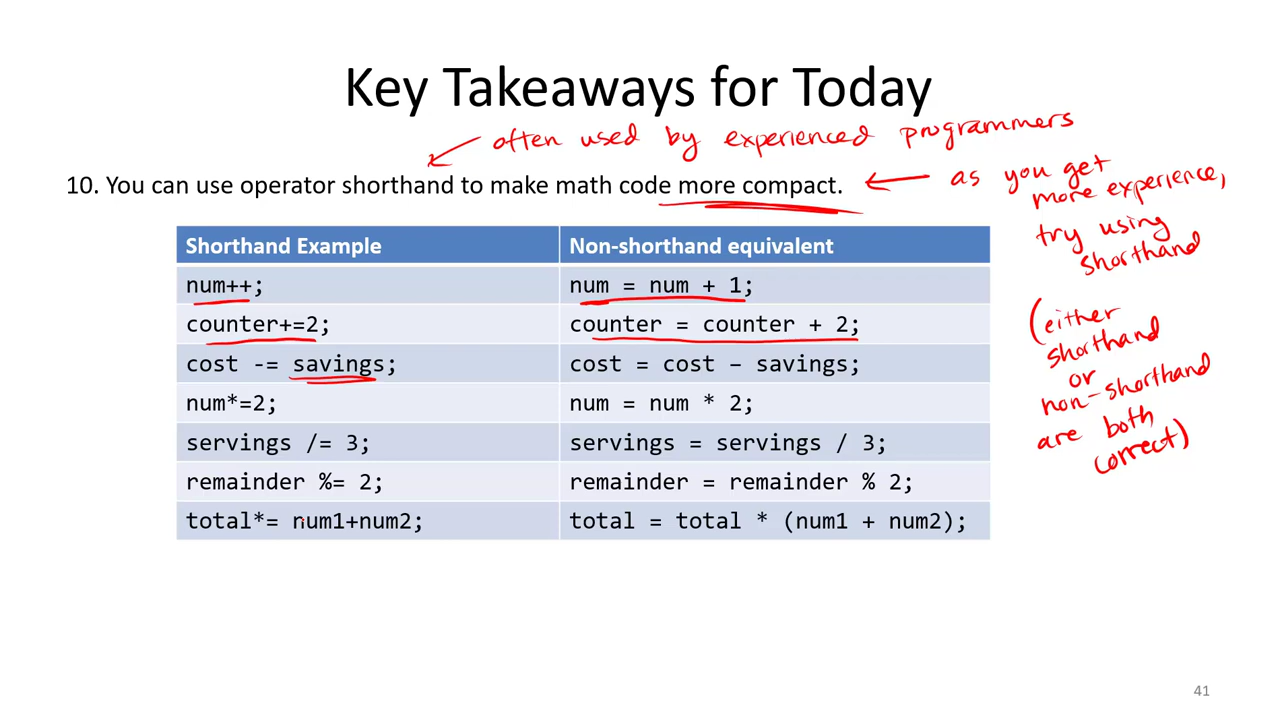 Key Takeaways for Today
often used by experienced programmers
10. You can use operator shorthand to make math code more compact.
as you get
more experience,
try using
shorthand
(either
shorthand
or
non-shorthand
are both
correct)
Shorthand Example Non-shorthand equivalent
num++; num = num + 1;
counter+=2; counter = counter + 2;
cost -= savings; cost = cost – savings;
num*=2; num = num * 2;
servings /= 3; servings = servings / 3;
remainder %= 2; remainder = remainder % 2;
total*= num1+num2; total = total * (num1 + num2);
41